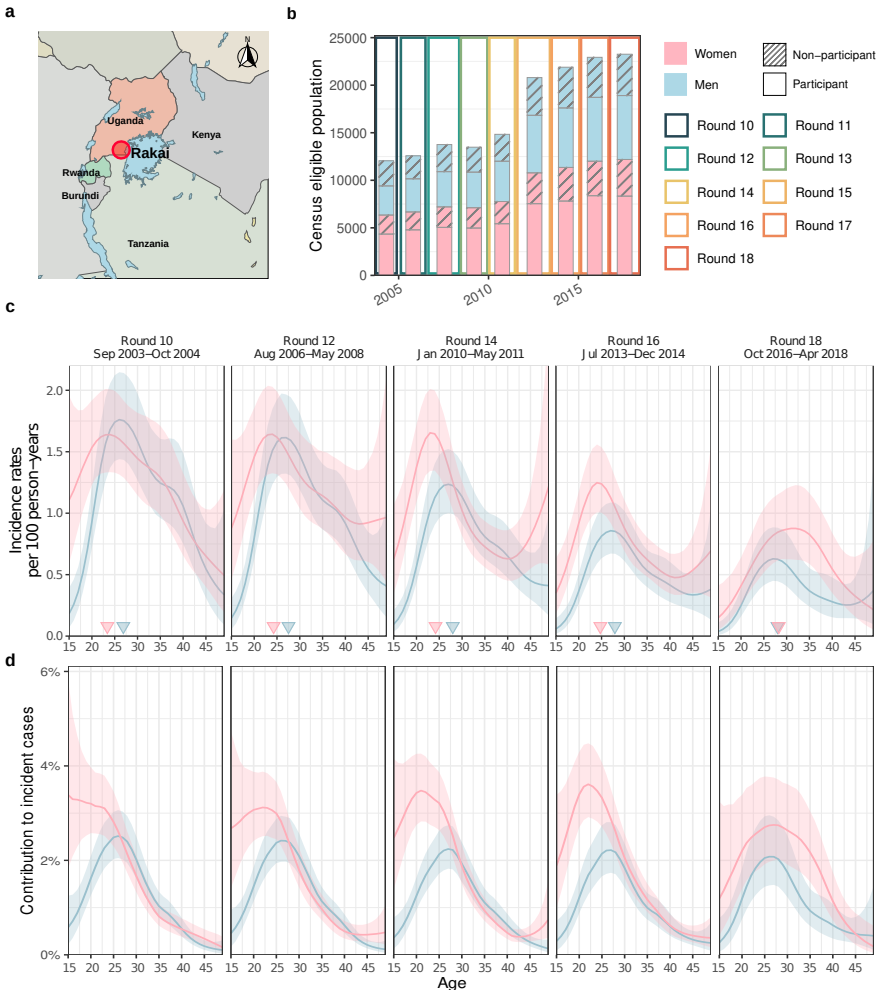 a
N
Uganda
Kenya
Rakai
Rwanda
Burundi
Tanzania
b
Census eligible population
25000
20000
15000
10000
5000
0
2005
2010
2015
Women
Non−participant
Men
Participant
Round 10
Round 11
Round 12
Round 13
Round 14
Round 15
Round 16
Round 17
Round 18
c
Round 10
Sep 2003−Oct 2004
Round 12
Aug 2006−May 2008
Round 14
Jan 2010−May 2011
Round 16
Jul 2013−Dec 2014
Round 18
Oct 2016−Apr 2018
Incidence rates
per 100 person−years
2.0
1.5
1.0
0.5
0.0
15 20 25 30 35 40 45
15 20 25 30 35 40 45
15 20 25 30 35 40 45
15 20 25 30 35 40 45
15 20 25 30 35 40 45
d
Contribution to incident cases
6%
4%
2%
0%
15 20 25 30 35 40 45
15 20 25 30 35 40 45
15 20 25 30 35 40 45
15 20 25 30 35 40 45
15 20 25 30 35 40 45
Age